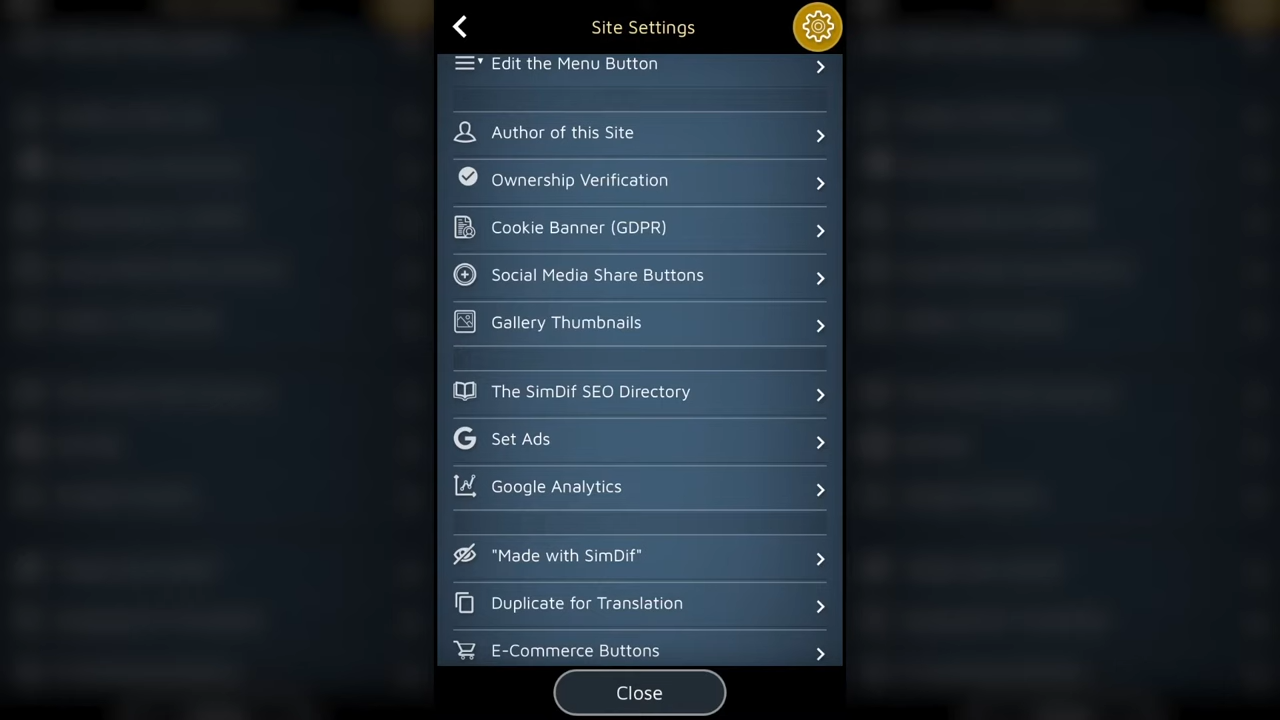 Site Settings
Edit the Menu Button
Author of this Site
Ownership Verification
Cookie Banner (GDPR)
Social Media Share Buttons
Gallery Thumbnails
The SimDif SEO Directory
Set Ads
Google Analytics
"Made with SimDif"
Duplicate for Translation
E-Commerce Buttons
Close